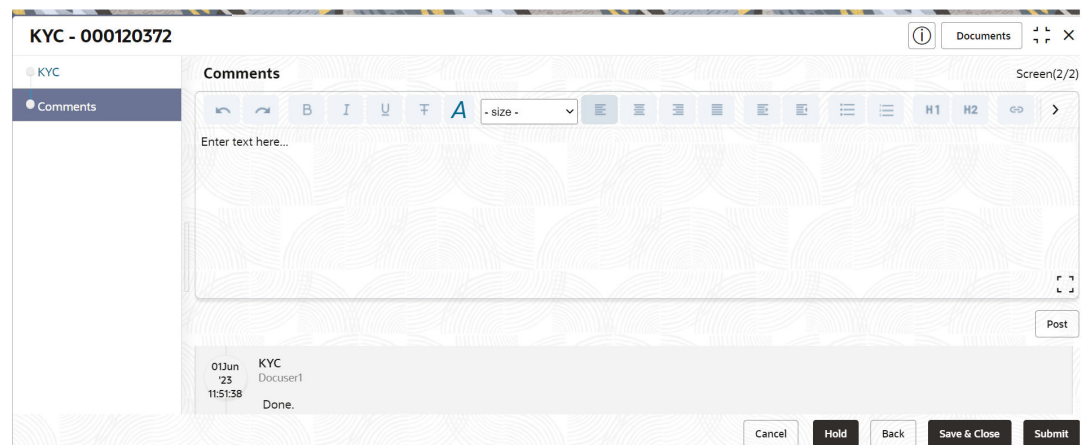 KYC - 000120372
Documents
KYC
Comments
Comments
Screen(2/2)
B I U T A - size - H1 H2
Enter text here...
Post
01Jun
'23
11:51:38
KYC
Docuser1
Done.
Cancel Hold Back Save & Close Submit